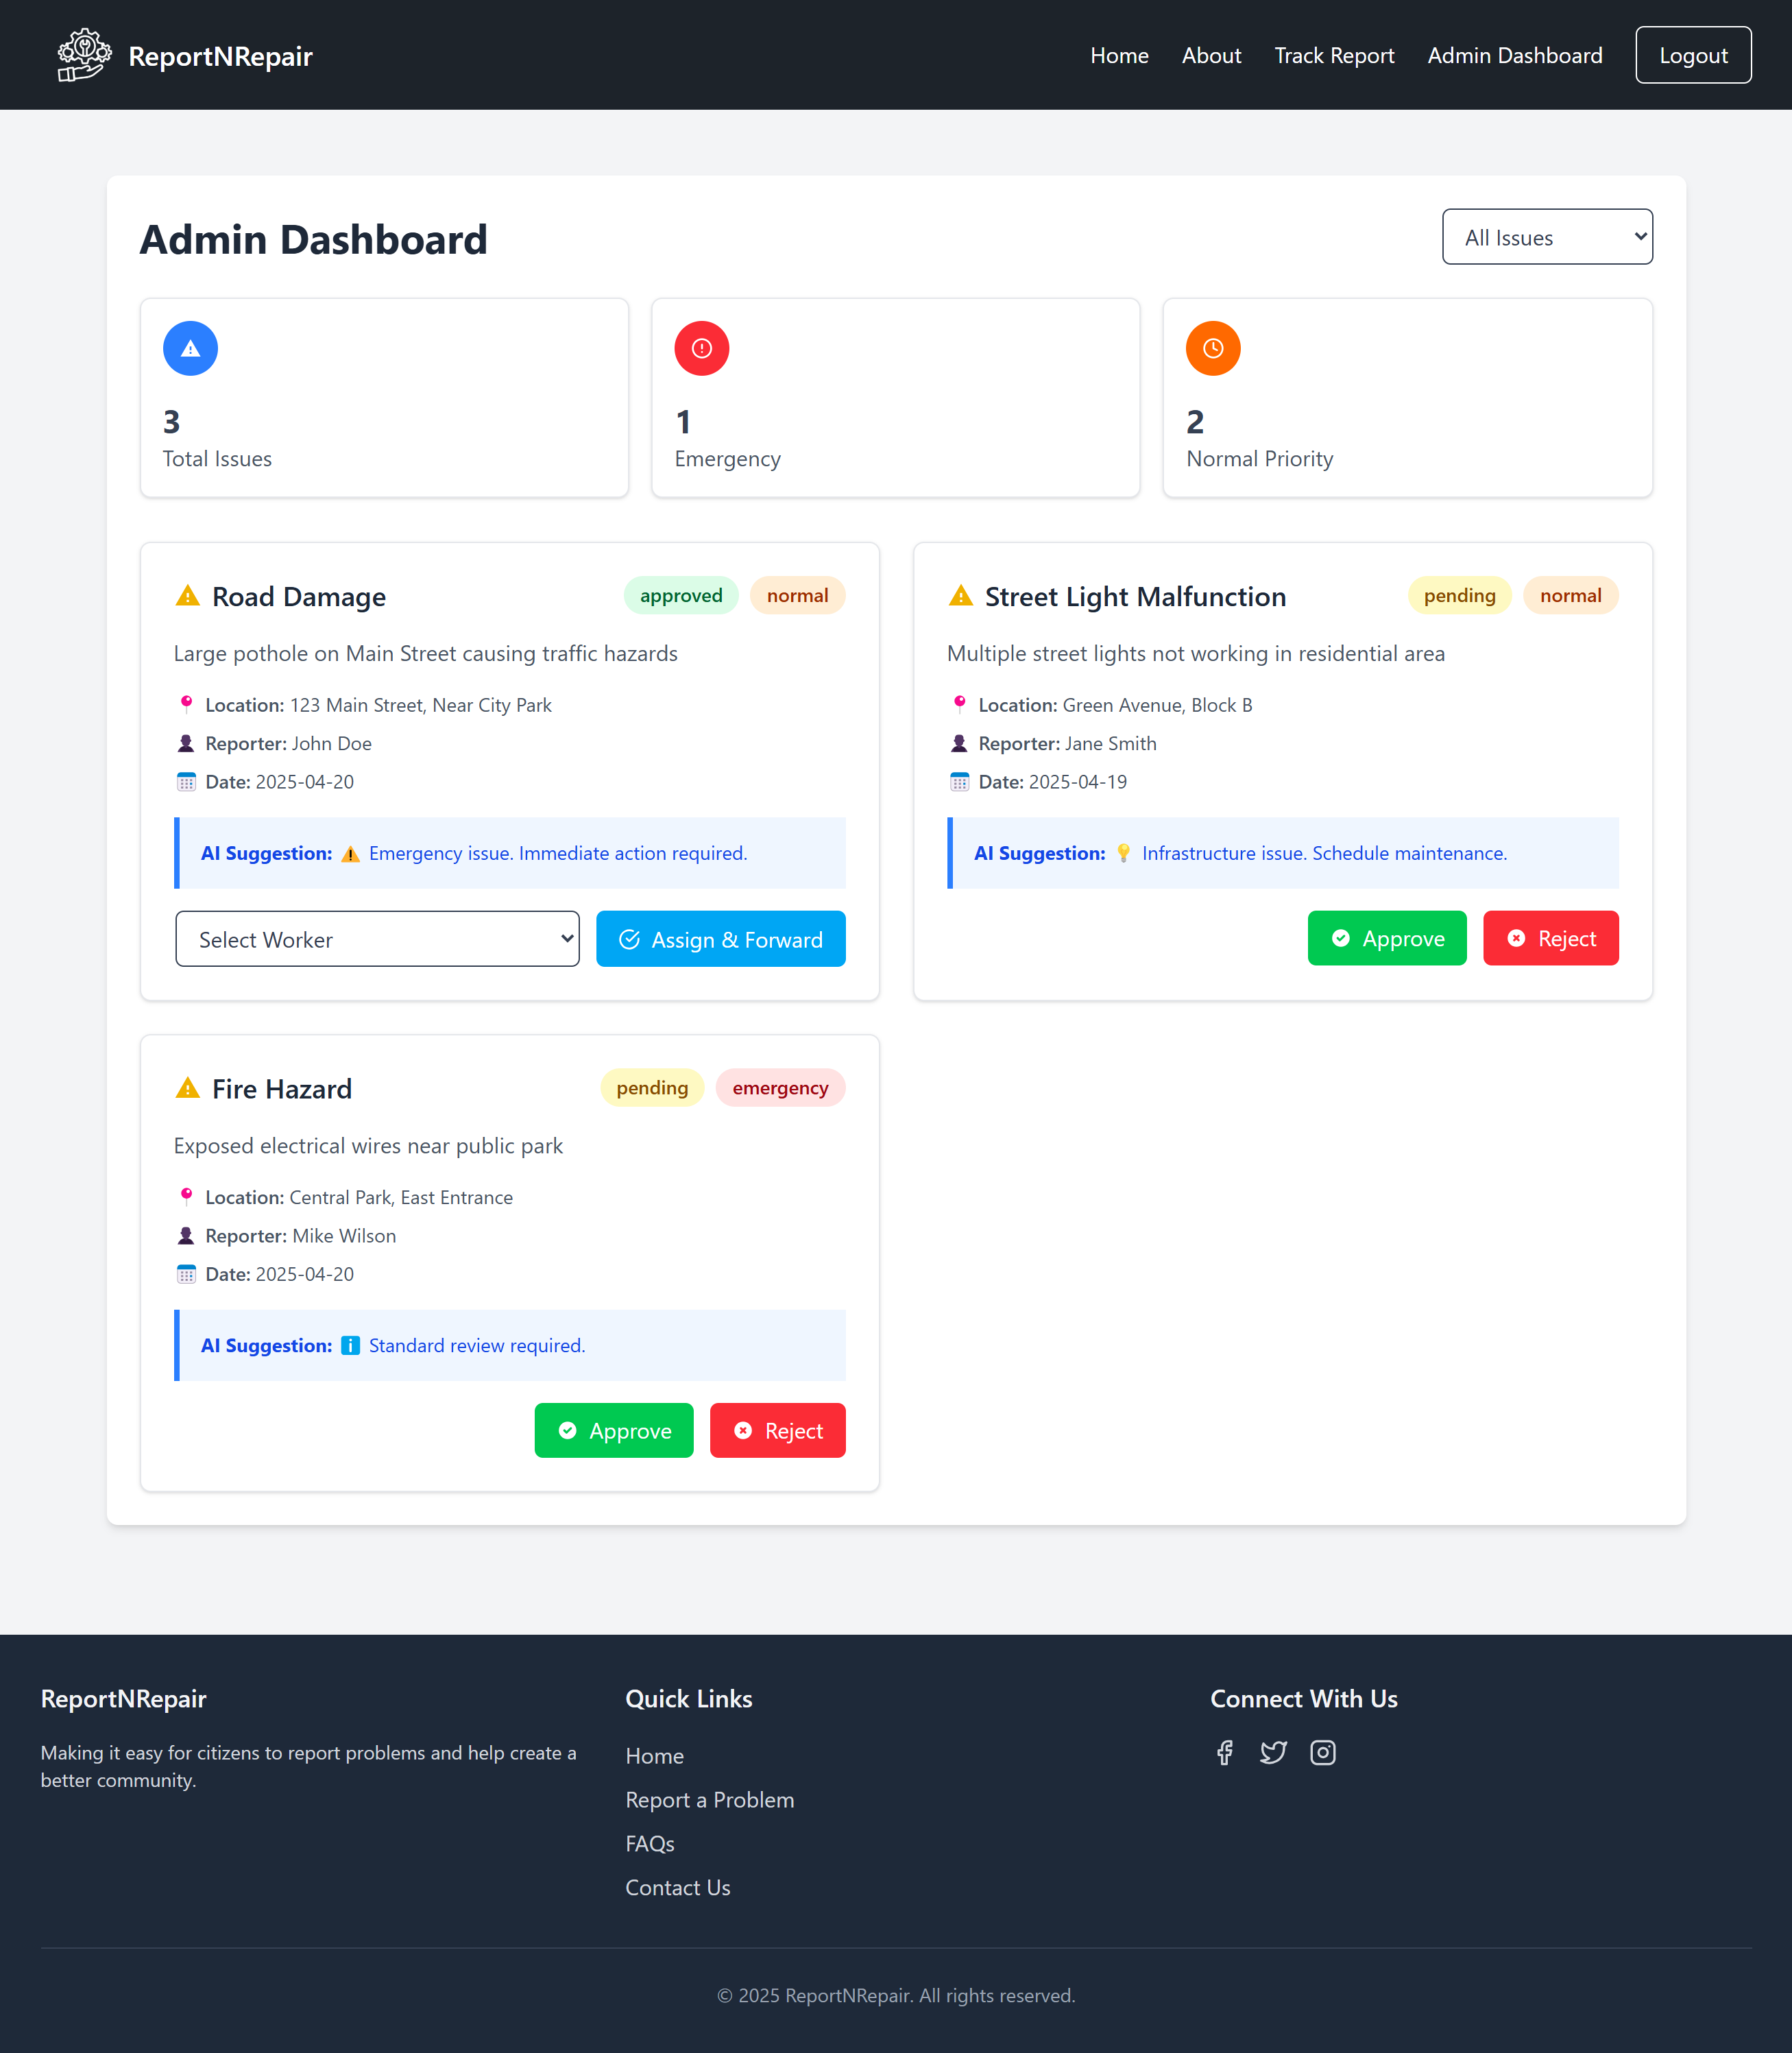 ReportNRepair
Home
About
Track Report
Admin Dashboard
Logout
Admin Dashboard
All Issues
3
Total Issues
1
Emergency
2
Normal Priority
Road Damage
approved
normal
Large pothole on Main Street causing traffic hazards
Location: 123 Main Street, Near City Park
Reporter: John Doe
Date: 2025-04-20
AI Suggestion: ⚠️ Emergency issue. Immediate action required.
Select Worker
Assign & Forward
Street Light Malfunction
pending
normal
Multiple street lights not working in residential area
Location: Green Avenue, Block B
Reporter: Jane Smith
Date: 2025-04-19
AI Suggestion: 💡 Infrastructure issue. Schedule maintenance.
Approve
Reject
Fire Hazard
pending
emergency
Exposed electrical wires near public park
Location: Central Park, East Entrance
Reporter: Mike Wilson
Date: 2025-04-20
AI Suggestion: ℹ️ Standard review required.
Approve
Reject
ReportNRepair
Making it easy for citizens to report problems and help create a
better community.
Quick Links
Home
Report a Problem
FAQs
Contact Us
Connect With Us
© 2025 ReportNRepair. All rights reserved.